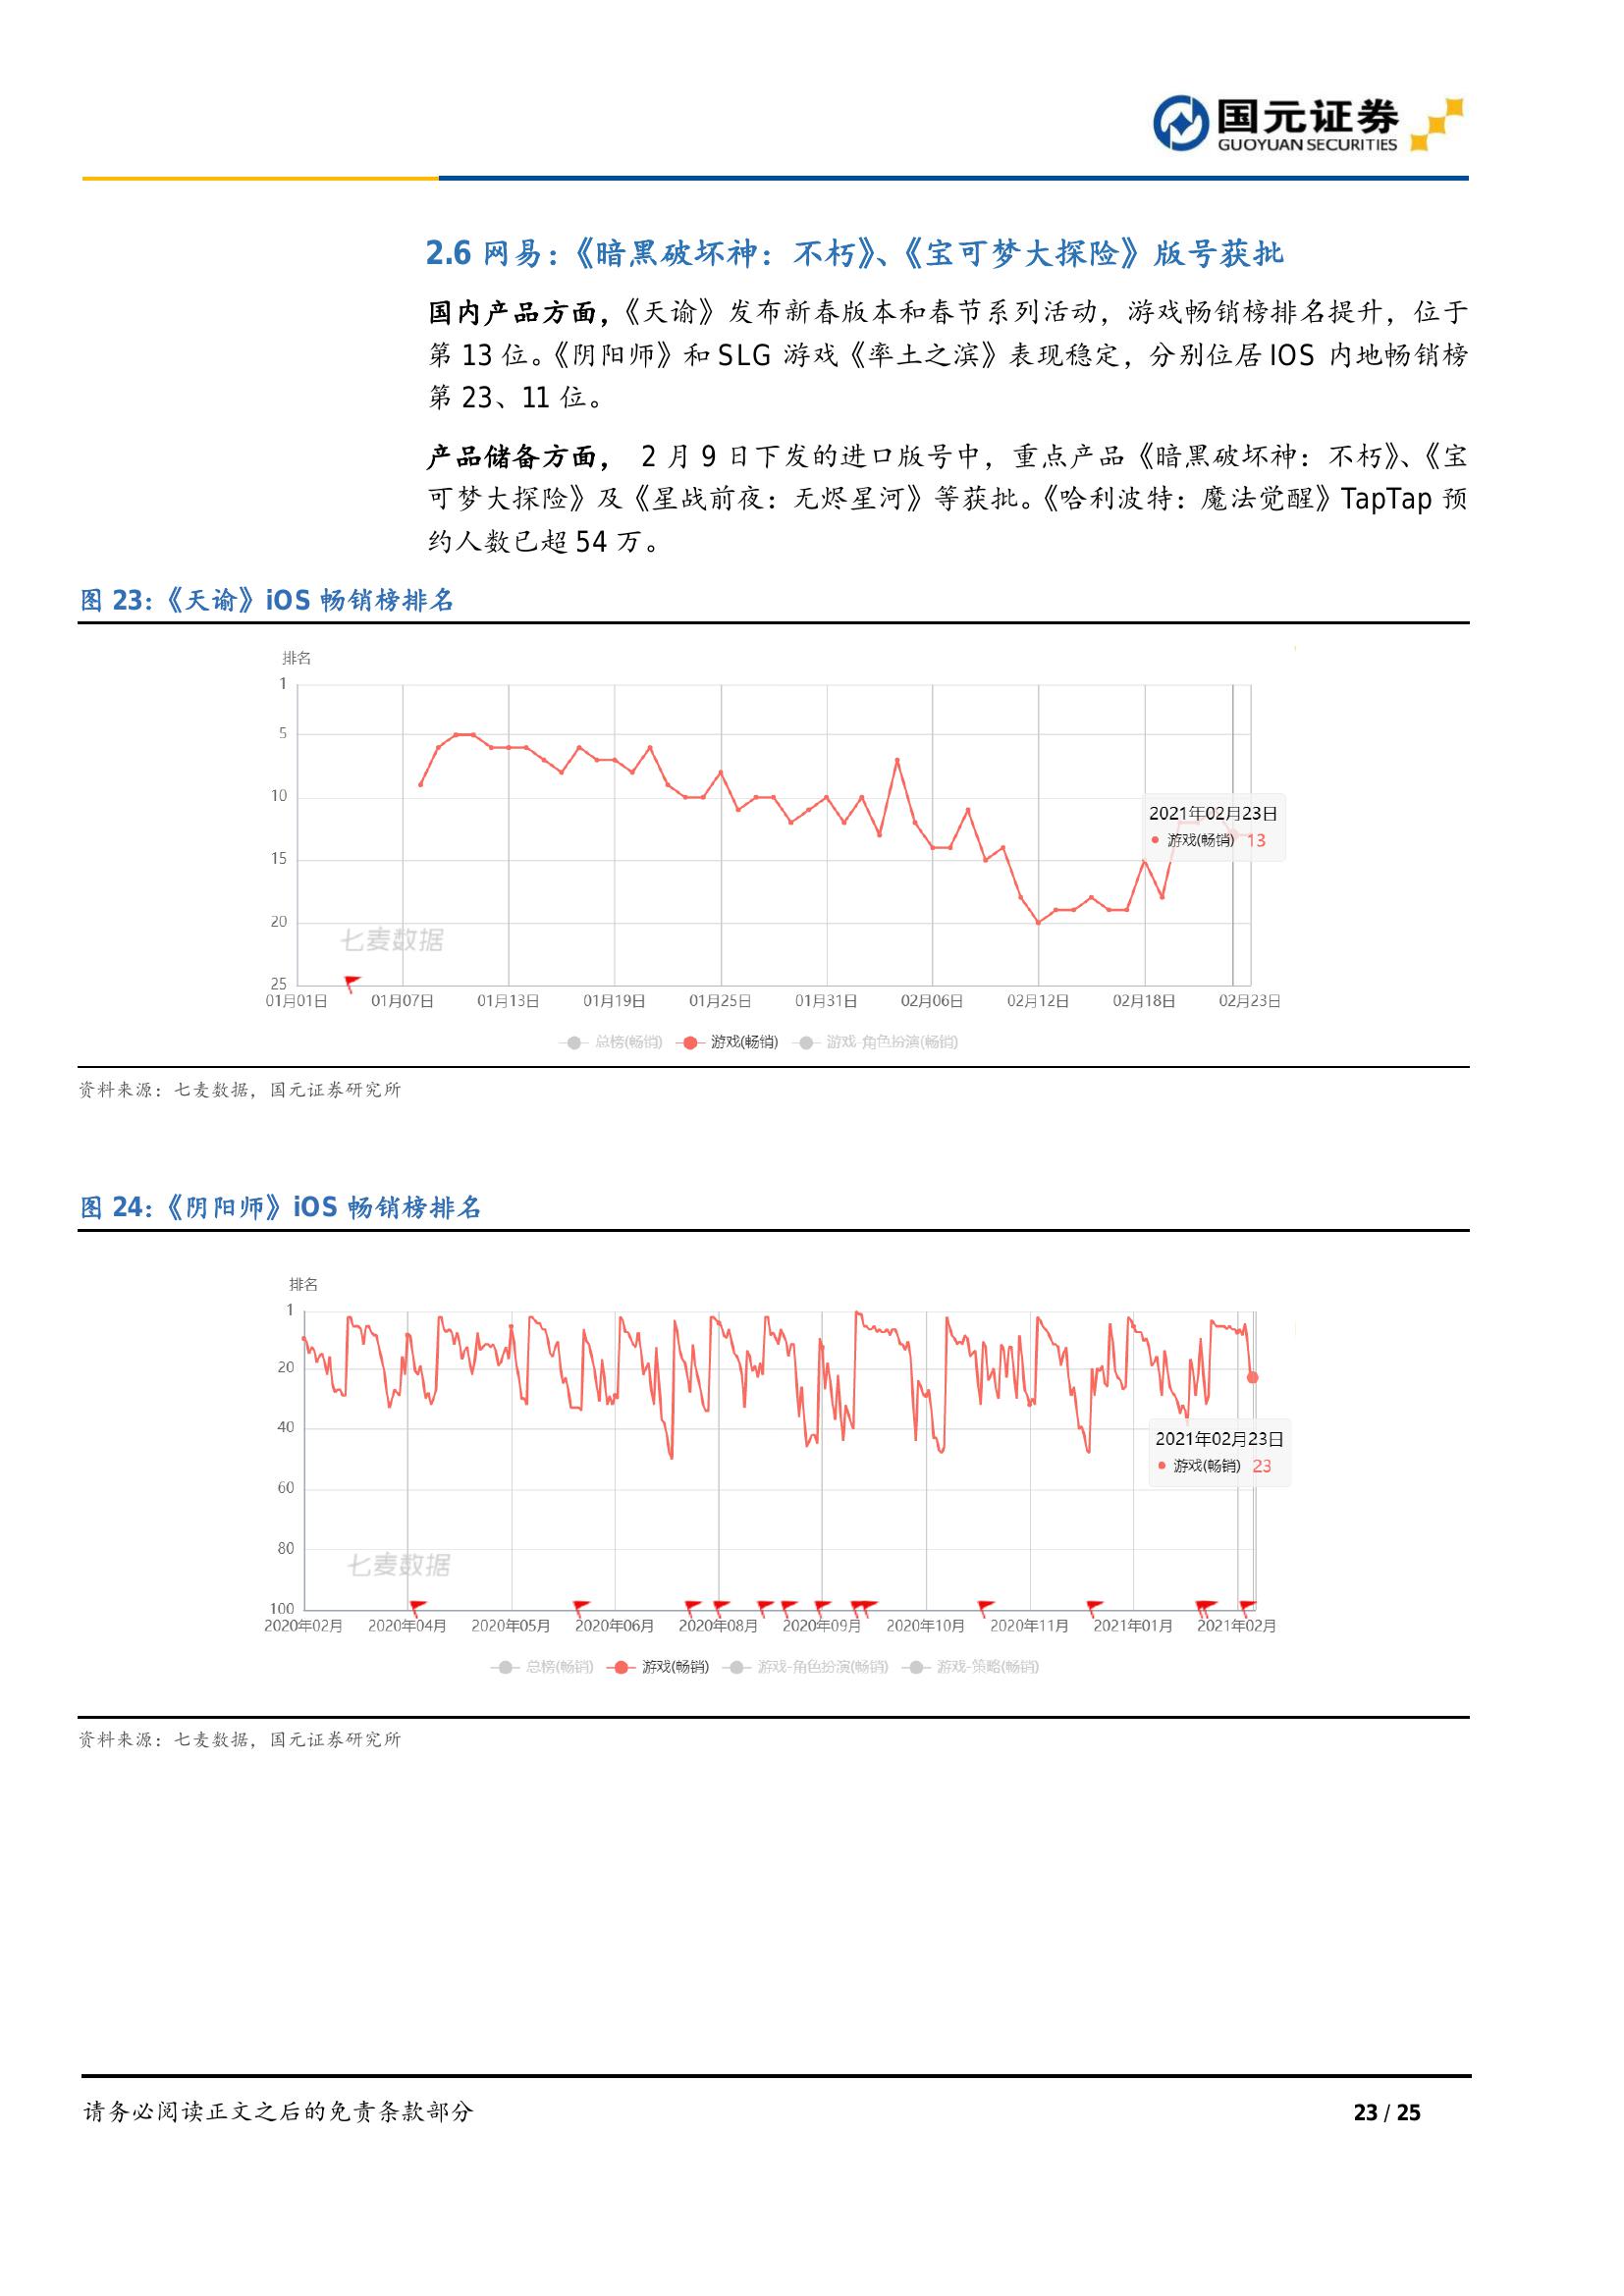 国元证券
GUOYUAN SECURITIES
2.6 网易：《暗黑破坏神：不朽》、《宝可梦大探险》版号获批
国内产品方面，《天谕》发布新春版本和春节系列活动，游戏畅销榜排名提升，位于
第 13 位。《阴阳师》和 SLG 游戏《率土之滨》表现稳定，分别位居 IOS 内地畅销榜
第 23、11 位。
产品储备方面， 2 月 9 日下发的进口版号中，重点产品《暗黑破坏神：不朽》、《宝
可梦大探险》及《星战前夜：无烬星河》等获批。《哈利波特：魔法觉醒》TapTap 预
约人数已超 54 万。
图 23：《天谕》iOS 畅销榜排名
排名
1
5
10
2021年02月23日
游戏(畅销) 13
15
20
七麦数据
25
01月01日 01月07日 01月13日 01月19日 01月25日 01月31日 02月06日 02月12日 02月18日 02月23日
总榜(畅销) 游戏(畅销) 游戏-角色扮演(畅销)
资料来源：七麦数据，国元证券研究所
图 24：《阴阳师》iOS 畅销榜排名
排名
1
20
40
2021年02月23日
游戏(畅销) 23
60
80
七麦数据
100
2020年02月 2020年04月 2020年05月 2020年06月 2020年08月 2020年09月 2020年10月 2020年11月 2021年01月 2021年02月
总榜(畅销) 游戏(畅销) 游戏-角色扮演(畅销) 游戏-策略(畅销)
资料来源：七麦数据，国元证券研究所
请务必阅读正文之后的免责条款部分
23 / 25